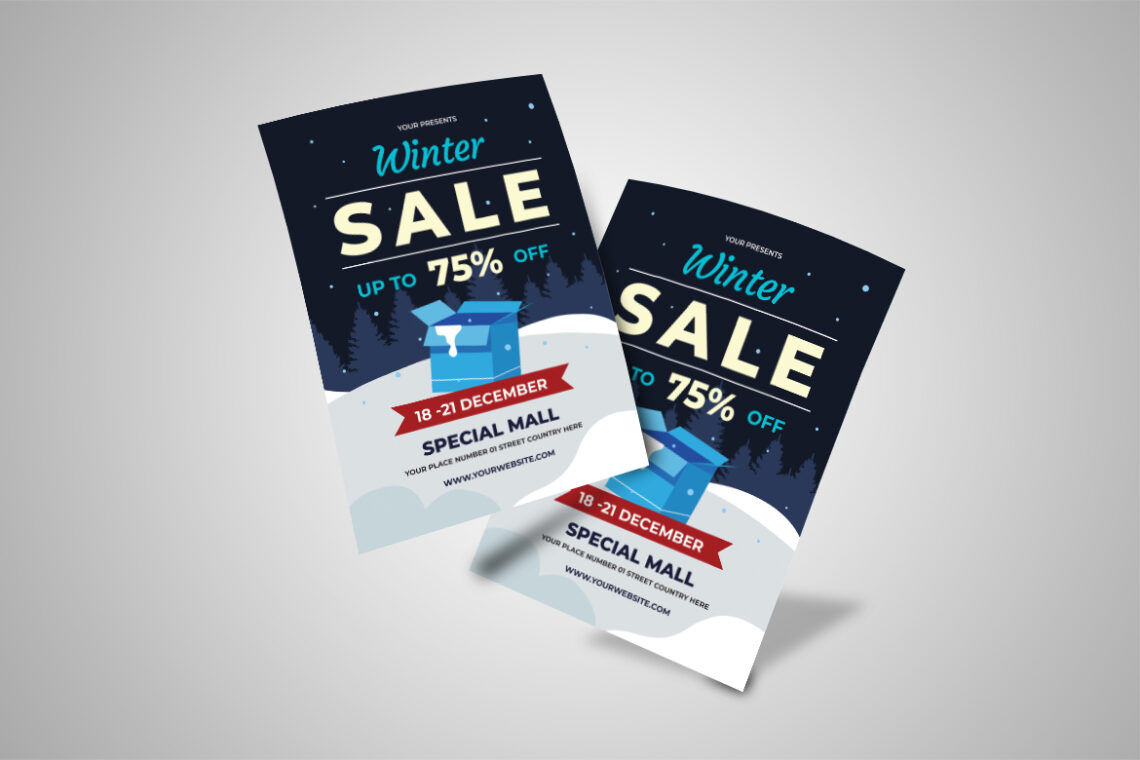 YOUR PRESENTS
Winter
SALE
UP TO 75% OFF
18 -21 DECEMBER
SPECIAL MALL
YOUR PLACE NUMBER 01 STREET COUNTRY HERE
WWW.YOURWEBSITE.COM
YOUR PRESENTS
Winter
SALE
TO 75% OFF
18 -21 DECEMBER
SPECIAL MALL
YOUR PLACE NUMBER 01 STREET COUNTRY HERE
WWW.YOURWEBSITE.COM